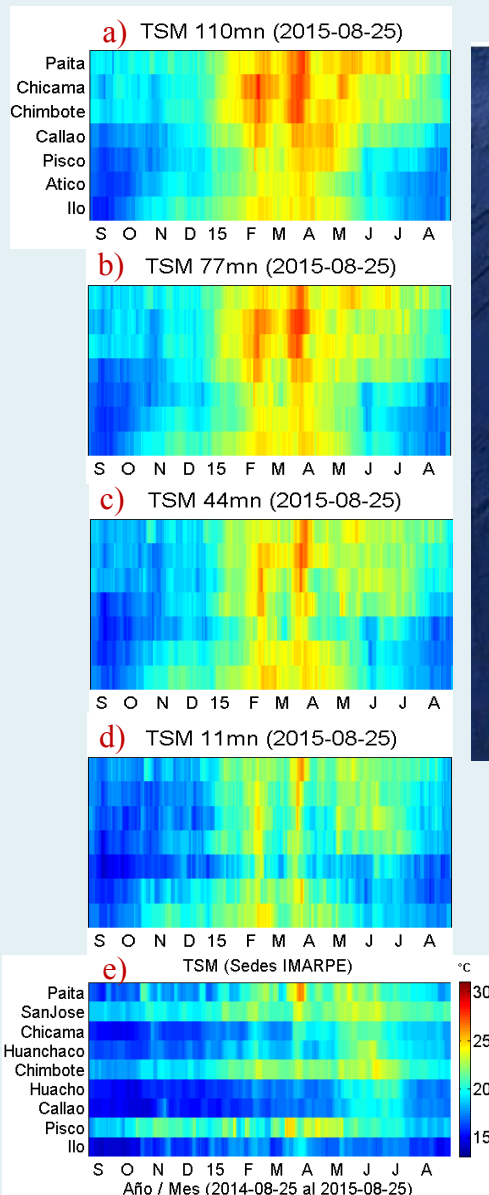 a) TSM 110mn (2015-08-25)
Paita
Chicama
Chimbote
Callao
Pisco
Atico
Ilo
S O N D 15 F M A M J J A
b) TSM 77mn (2015-08-25)
S O N D 15 F M A M J J A
c) TSM 44mn (2015-08-25)
S O N D 15 F M A M J J A
d) TSM 11mn (2015-08-25)
S O N D 15 F M A M J J A
e) TSM (Sedes IMARPE)
°C
Paita
SanJose
Chicama
Huanchaco
Chimbote
Huacho
Callao
Pisco
Ilo
30
25
20
15
S O N D 15 F M A M J J A
Año / Mes (2014-08-25 al 2015-08-25)